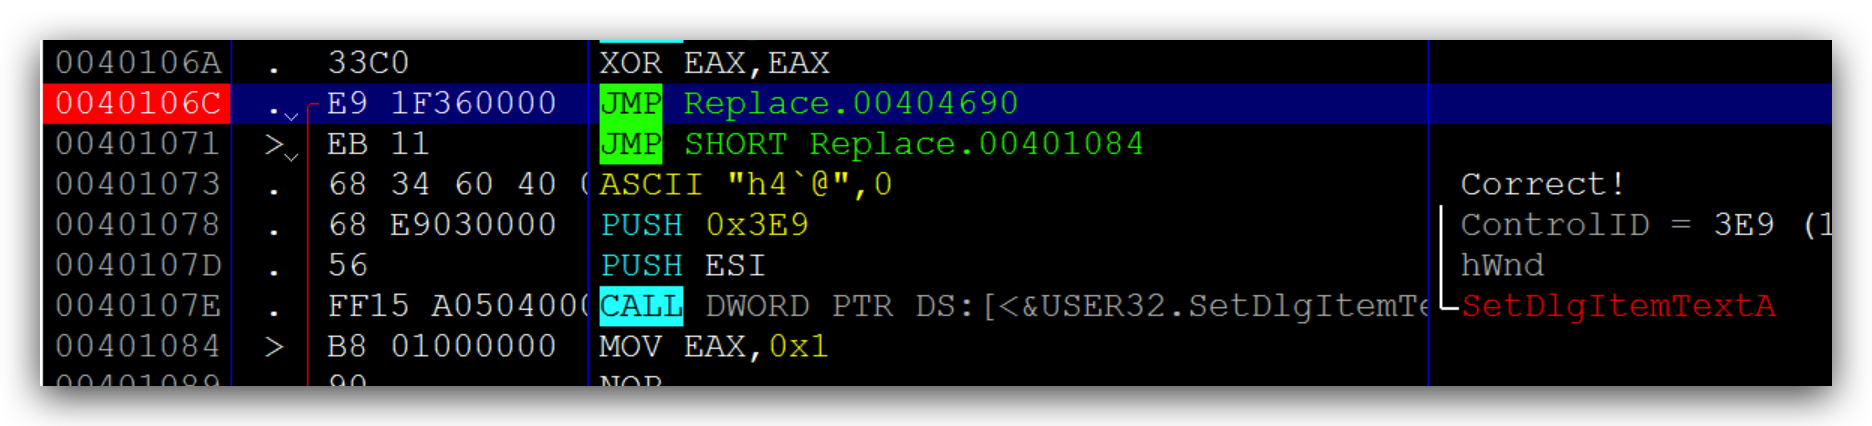 0040106A . 33C0 XOR EAX,EAX
0040106C . E9 1F360000 JMP Replace.00404690 
00401071 > EB 11 JMP SHORT Replace.00401084
00401073 . 68 34 60 40 ASCII "h4`@",0 Correct!
00401078 . 68 E9030000 PUSH 0x3E9 ControlID = 3E9 (1
0040107D . 56 PUSH ESI hWnd
0040107E . FF15 A0504000 CALL DWORD PTR DS:[<&USER32.SetDlgItemTe SetDlgItemTextA
00401084 > B8 01000000 MOV EAX,0x1
00401089 90 NOP